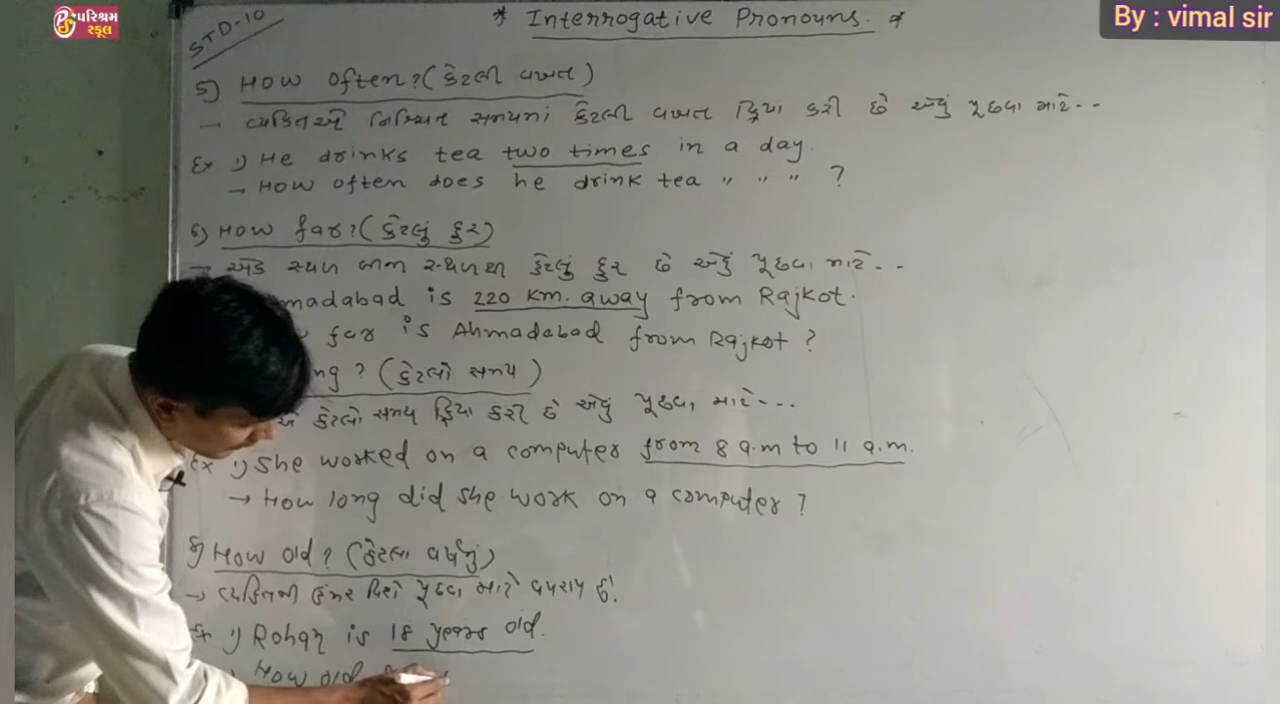 પરિશ્રમ
સ્કૂલ
By : vimal sir
STD-10
* Interrogative Pronouns. *
5) How often? (કેટલી વખત)
→ વ્યક્તિએ નિશ્ચિત સમયમાં કેટલી વખત ક્રિયા કરી છે એવું પૂછવા માટે--
Ex 1) He drinks tea two times in a day.
→ How often does he drink tea " " " ?
6) How far? (કેટલું દુર)
→ એક સ્થળ બીજા સ્થળથી કેટલું દુર છે એવું પૂછવા માટે--
madabad is 220 km. away from Rajkot.
far is Ahmadabad from Rajkot ?
ng ? (કેટલો સમય)
કેટલો સમય ક્રિયા કરી છે એવું પૂછવા માટે---
Ex 1) She worked on a computer from 8 a.m to 11 a.m.
→ How long did she work on a computer ?
8) How old ? (કેટલા વર્ષનું)
→ વ્યક્તિની ઉંમર વિશે પૂછવા માટે વપરાય છે.
Ex 1) Rohan is 18 years old.
How old